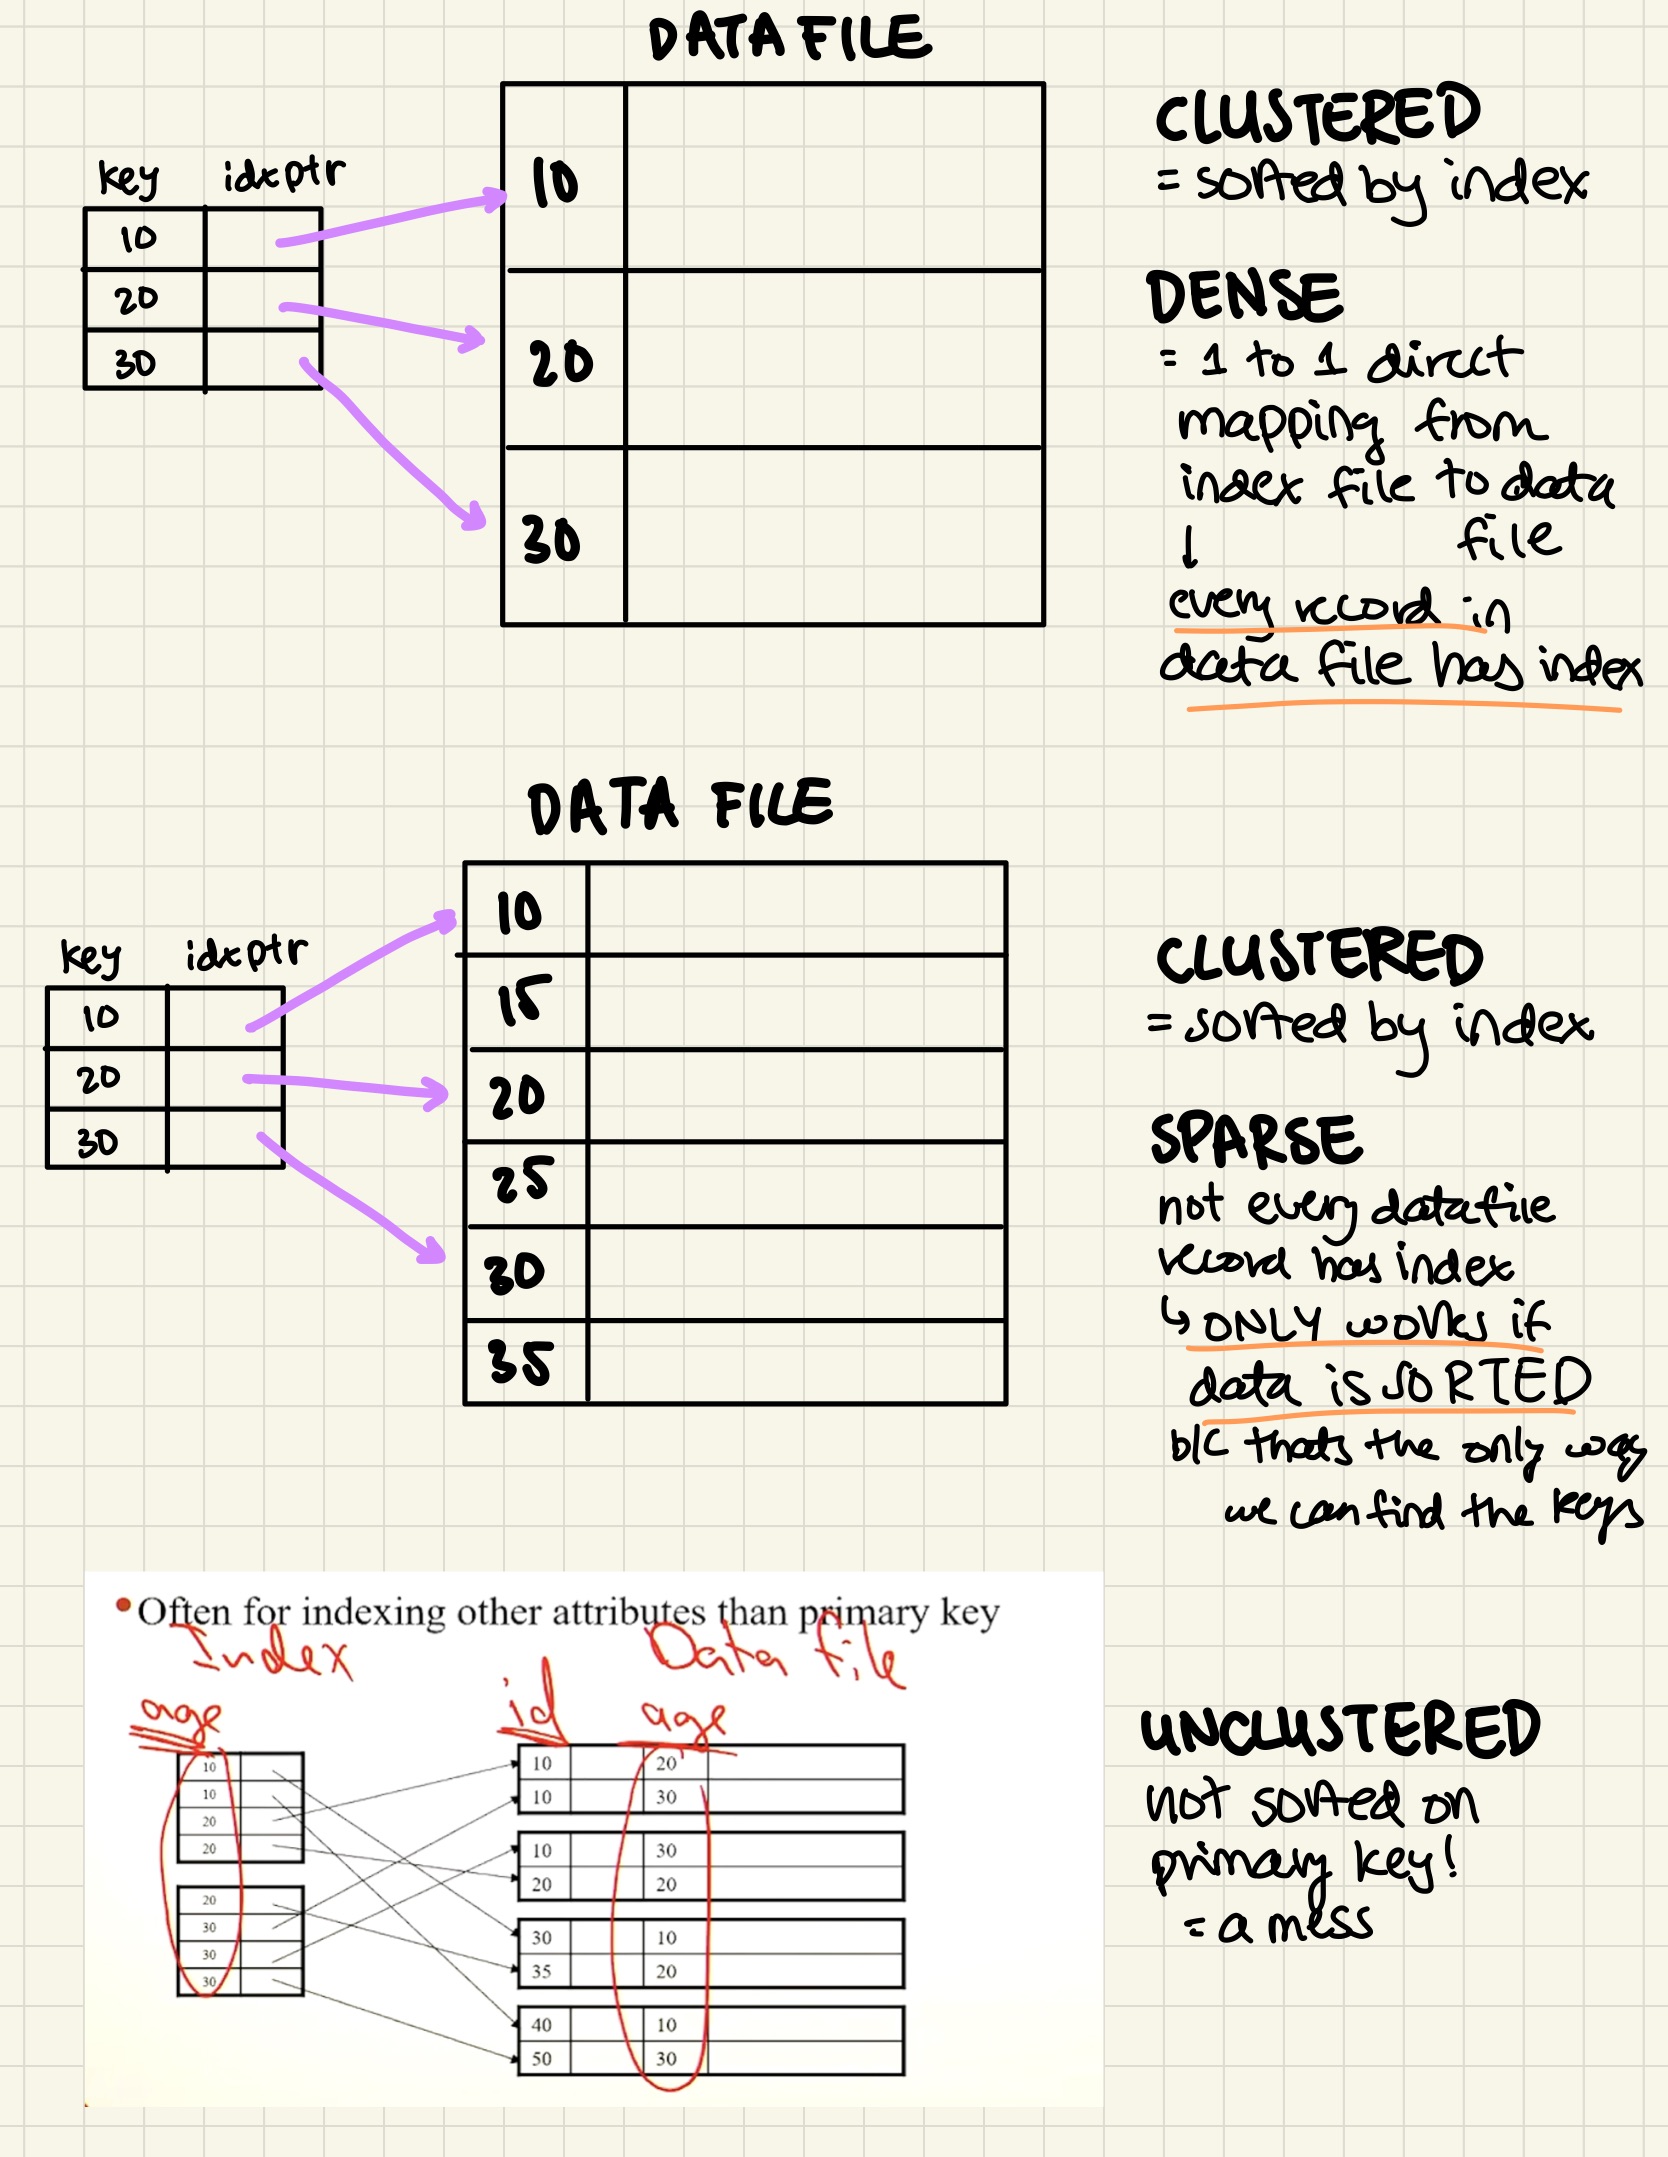 DATA FILE
key idxptr
10
20
30
10
20
30
CLUSTERED
= sorted by index
DENSE
= 1 to 1 direct
mapping from
index file to data
↓ file
every record in
data file has index
DATA FILE
key idxptr
10
20
30
10
15
20
25
30
35
CLUSTERED
= sorted by index
SPARSE
not every datafile
record has index
↳ ONLY works if
data is SORTED
b/c thats the only way
we can find the keys
• Often for indexing other attributes than primary key
Index Data file
age id age
10
10
20
20
20
30
30
30
10 20
10 30
10 30
20 20
30 10
35 20
40 10
50 30
UNCLUSTERED
not sorted on
primary key!
= a mess